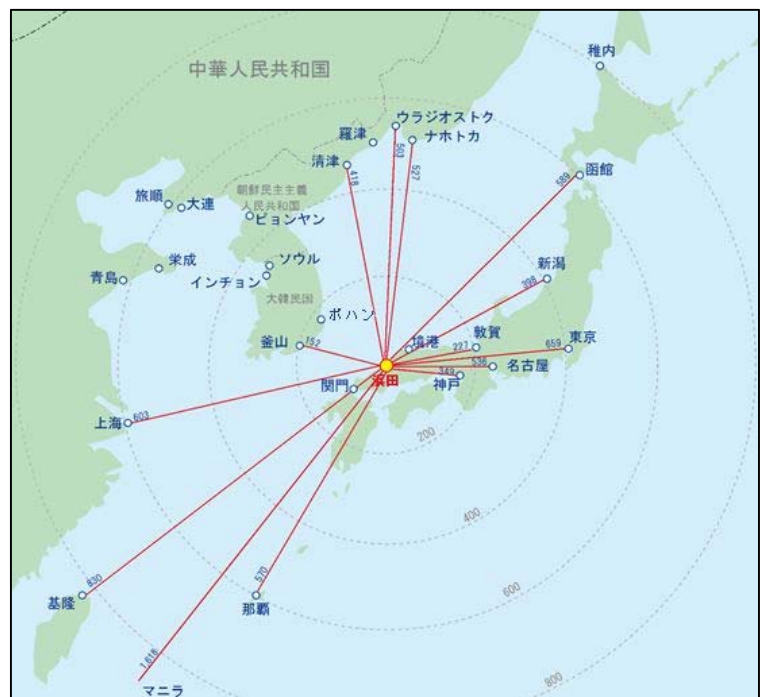 稚内
中華人民共和国
ウラジオストク
羅津
ナホトカ
清津
503
527
418
函館
589
旅順
大連
朝鮮民主主義
人民共和国
ピョンヤン
栄成
ソウル
新潟
398
青島
インチョン
大韓民国
ポハン
釜山
152
境港
敦賀
227
659
東京
536
名古屋
349
神戸
浜田
関門
上海
603
200
400
570
830
基隆
那覇
600
1,618
マニラ
800